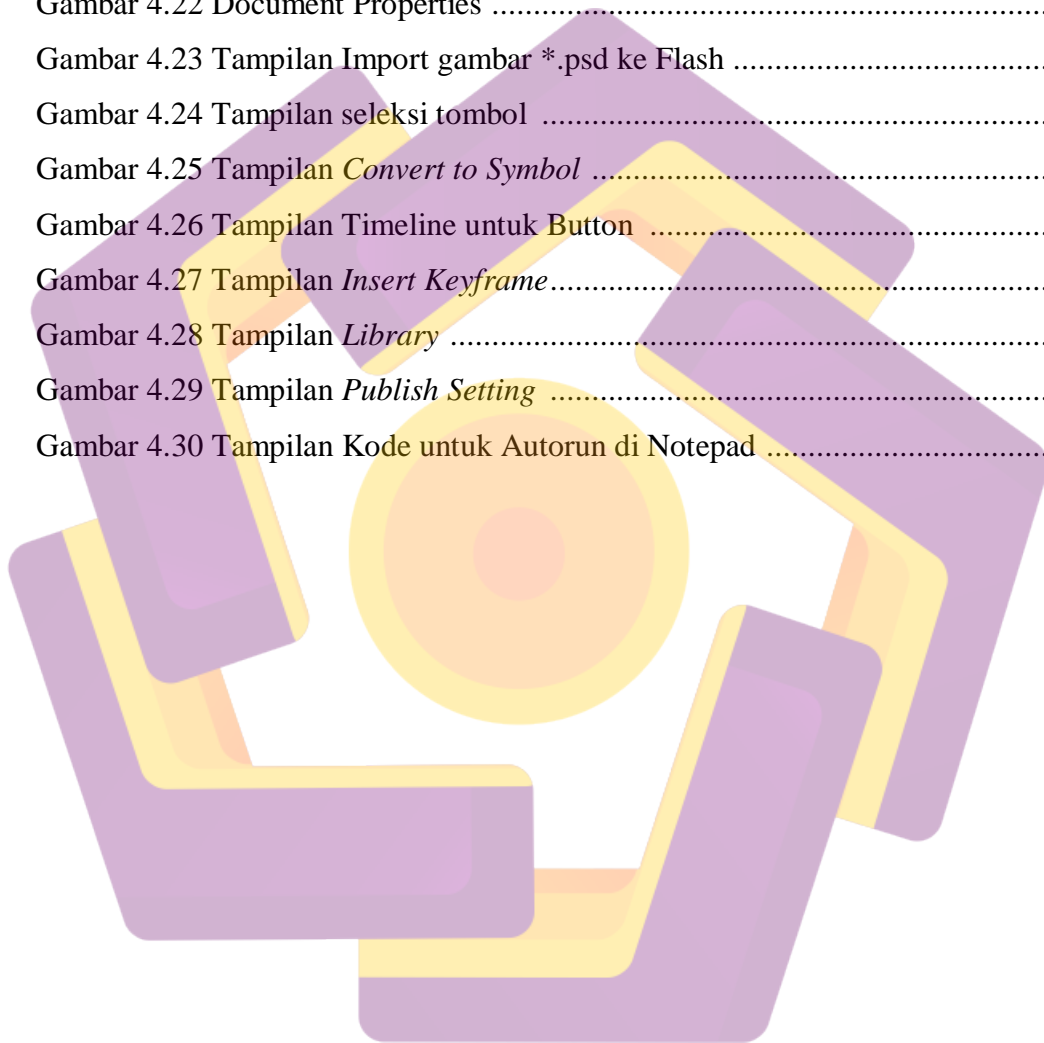 Gambar 4.22 Document Properties ......................................................................
Gambar 4.23 Tampilan Import gambar *.psd ke Flash .......................................
Gambar 4.24 Tampilan seleksi tombol ...............................................................
Gambar 4.25 Tampilan Convert to Symbol .........................................................
Gambar 4.26 Tampilan Timeline untuk Button ..................................................
Gambar 4.27 Tampilan Insert Keyframe..............................................................
Gambar 4.28 Tampilan Library ...........................................................................
Gambar 4.29 Tampilan Publish Setting ..............................................................
Gambar 4.30 Tampilan Kode untuk Autorun di Notepad ...................................